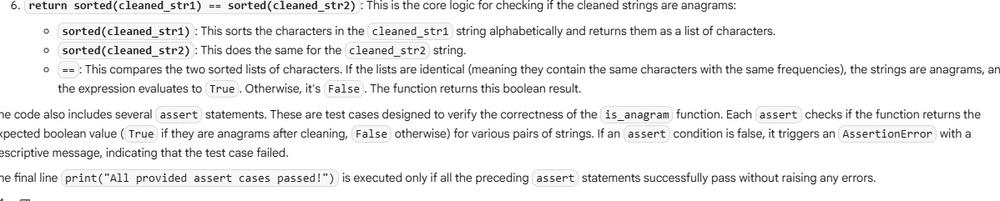 6. return sorted(cleaned_str1) == sorted(cleaned_str2): This is the core logic for checking if the cleaned strings are anagrams:
sorted(cleaned_str1): This sorts the characters in the cleaned_str1 string alphabetically and returns them as a list of characters.
sorted(cleaned_str2): This does the same for the cleaned_str2 string.
==: This compares the two sorted lists of characters. If the lists are identical (meaning they contain the same characters with the same frequencies), the strings are anagrams, an
the expression evaluates to True. Otherwise, it's False. The function returns this boolean result.
ne code also includes several assert statements. These are test cases designed to verify the correctness of the is_anagram function. Each assert checks if the function returns the
xpected boolean value (True if they are anagrams after cleaning, False otherwise) for various pairs of strings. If an assert condition is false, it triggers an AssertionError with a
escriptive message, indicating that the test case failed.
ne final line print("All provided assert cases passed!") is executed only if all the preceding assert statements successfully pass without raising any errors.